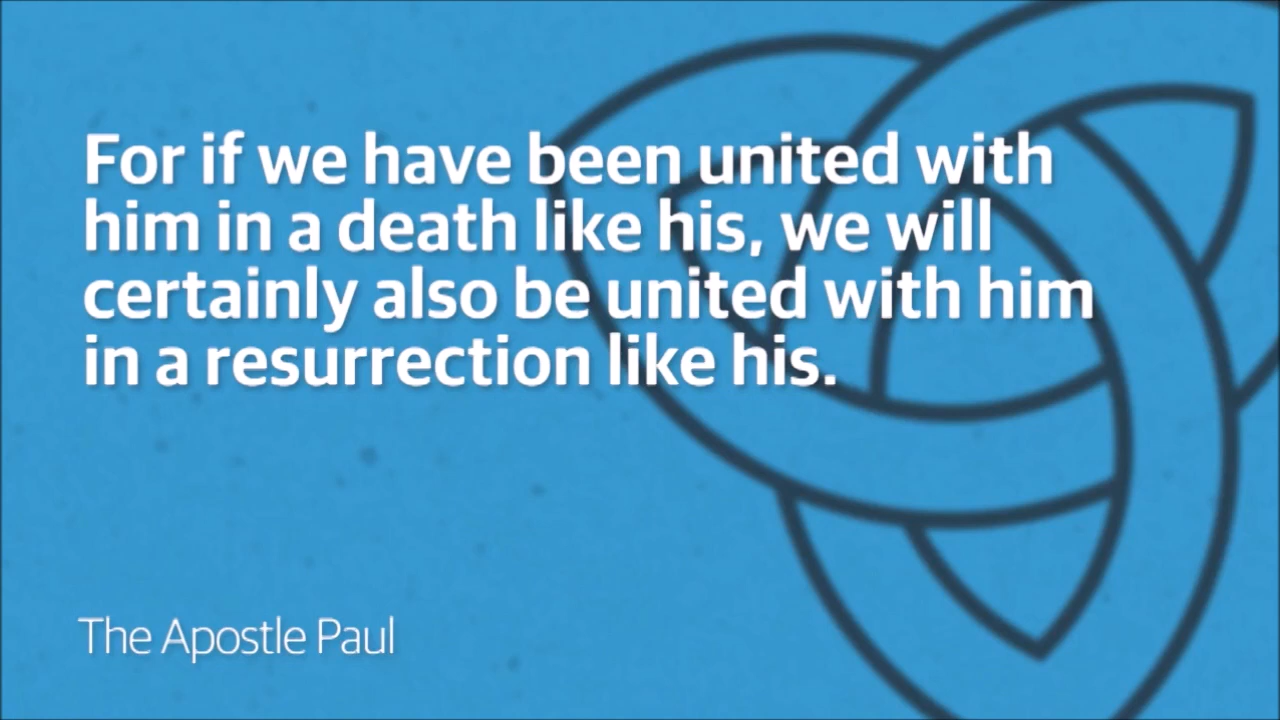 For if we have been united with
him in a death like his, we will
certainly also be united with him
in a resurrection like his.
The Apostle Paul